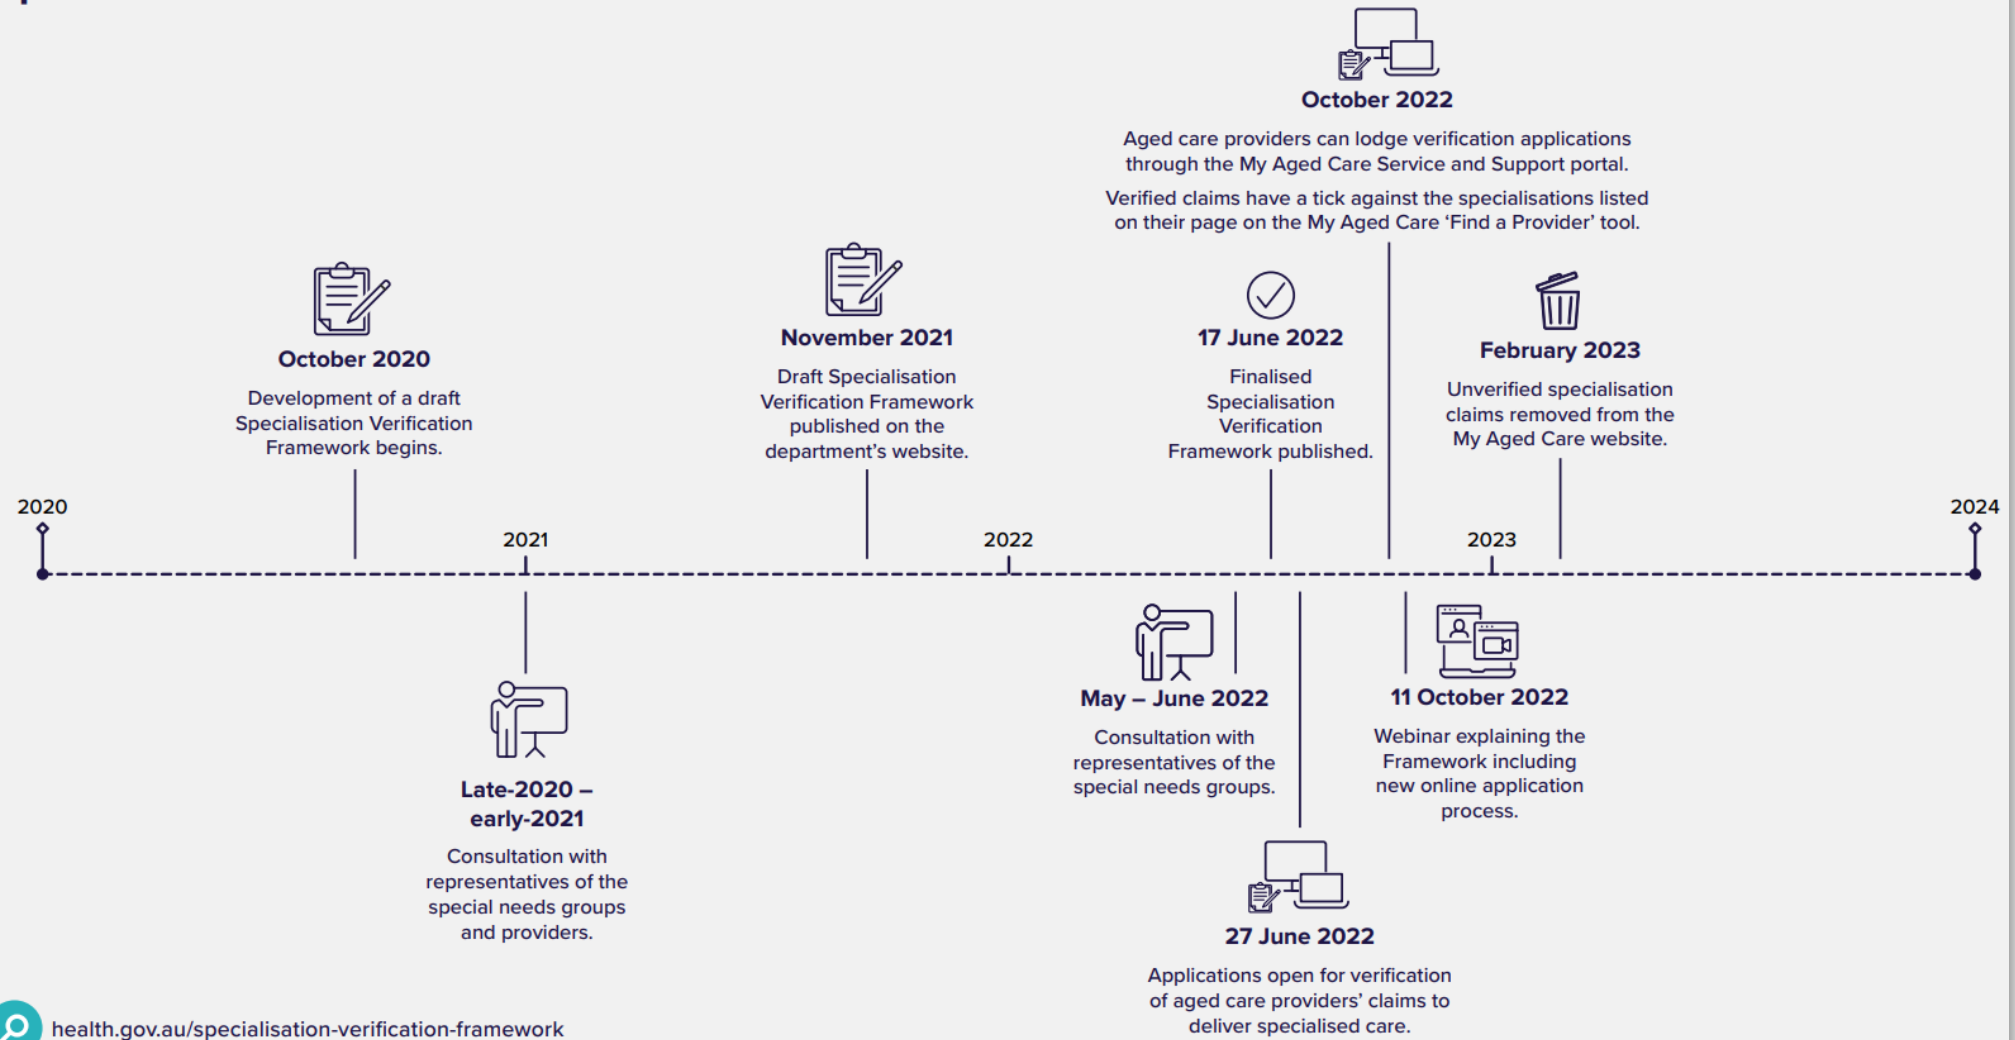 October 2022
Aged care providers can lodge verification applications
through the My Aged Care Service and Support portal.
Verified claims have a tick against the specialisations listed
on their page on the My Aged Care ‘Find a Provider’ tool.
October 2020
Development of a draft
Specialisation Verification
Framework begins.
November 2021
Draft Specialisation
Verification Framework
published on the
department’s website.
17 June 2022
Finalised
Specialisation
Verification
Framework published.
February 2023
Unverified specialisation
claims removed from the
My Aged Care website.
2020
2021
2022
2023
2024
Late-2020 –
early-2021
Consultation with
representatives of the
special needs groups
and providers.
May – June 2022
Consultation with
representatives of the
special needs groups.
27 June 2022
Applications open for verification
of aged care providers’ claims to
deliver specialised care.
11 October 2022
Webinar explaining the
Framework including
new online application
process.
health.gov.au/specialisation-verification-framework